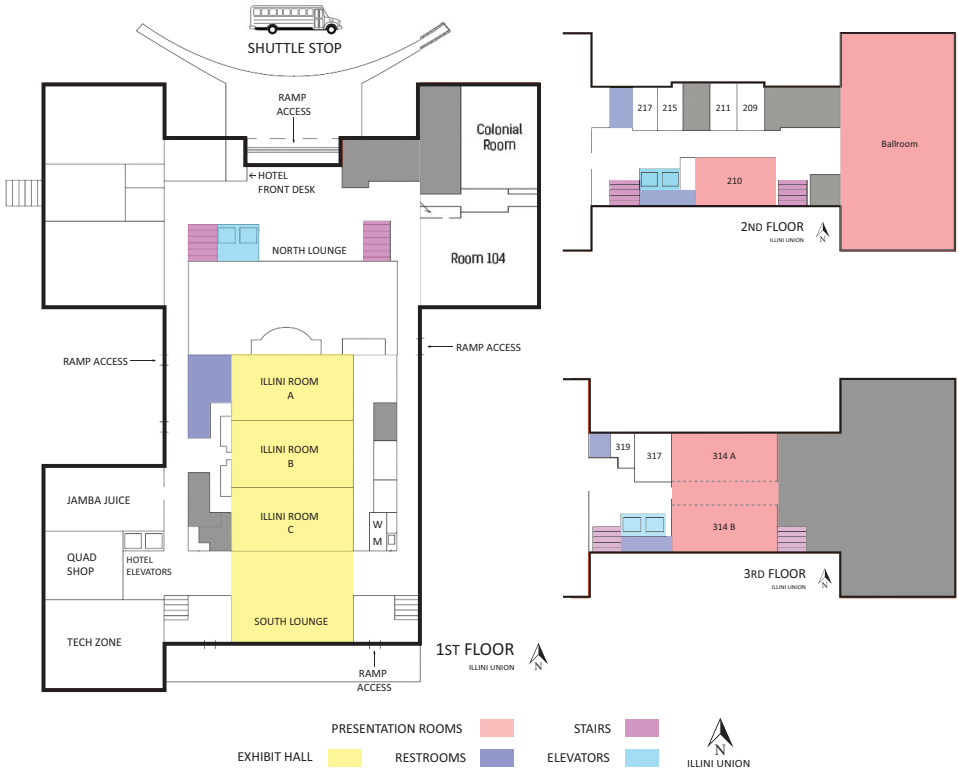 SHUTTLE STOP
RAMP
ACCESS
Colonial
Room
HOTEL
FRONT DESK
NORTH LOUNGE
Room 104
RAMP ACCESS
RAMP ACCESS
ILLINI ROOM
A
ILLINI ROOM
B
ILLINI ROOM
C
JAMBA JUICE
W
M
QUAD
SHOP
HOTEL
ELEVATORS
TECH ZONE
SOUTH LOUNGE
RAMP
ACCESS
1ST FLOOR
ILLINI UNION
N
217
215
211
209
Ballroom
210
2ND FLOOR
ILLINI UNION
N
319
317
314 A
314 B
3RD FLOOR
ILLINI UNION
N
PRESENTATION ROOMS
STAIRS
EXHIBIT HALL
RESTROOMS
ELEVATORS
N
ILLINI UNION